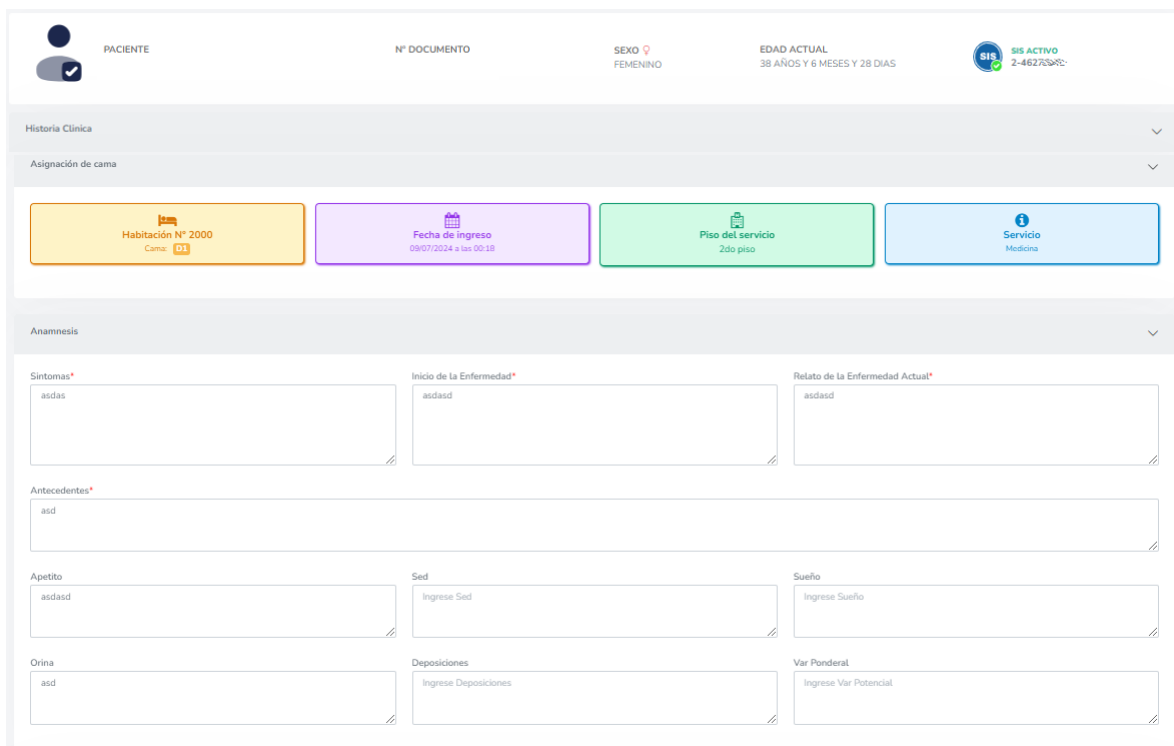 PACIENTE
N° DOCUMENTO
SEXO
FEMENINO
EDAD ACTUAL
38 AÑOS Y 6 MESES Y 28 DIAS
SIS
SIS ACTIVO
Historia Clinica
Asignación de cama
Habitación N° 2000
Cama: 01
Fecha de ingreso
09/07/2024 a las 00:18
Piso del servicio
2do piso
Servicio
Medicina
Anamnesis
Sintomas*
asdas
Inicio de la Enfermedad*
asdasd
Relato de la Enfermedad Actual*
asdasd
Antecedentes*
asd
Apetito
asdasd
Sed
Ingrese Sed
Sueño
Ingrese Sueño
Orina
asd
Deposiciones
Ingrese Deposiciones
Var Ponderal
Ingrese Var Potencial